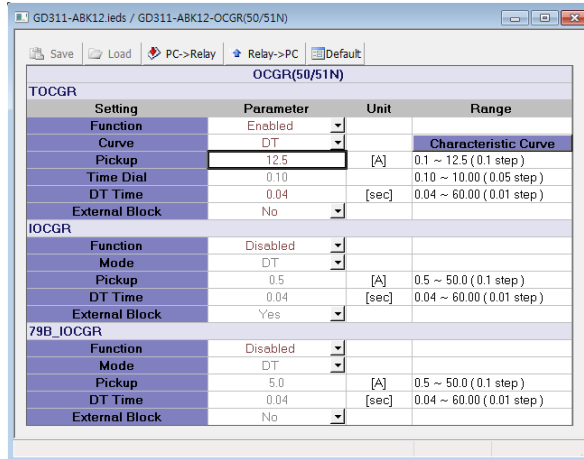 GD311-ABK12.ieds / GD311-ABK12-OCGR(50/51N)
Save Load PC->Relay Relay->PC Default
OCGR(50/51N)
TOCGR
Setting Parameter Unit Range
Function Enabled
Curve DT Characteristic Curve
Pickup 12.5 [A] 0.1 ~ 12.5 ( 0.1 step )
Time Dial 0.10 0.10 ~ 10.00 ( 0.05 step )
DT Time 0.04 [sec] 0.04 ~ 60.00 ( 0.01 step )
External Block No
IOCGR
Function Disabled
Mode DT
Pickup 0.5 [A] 0.5 ~ 50.0 ( 0.1 step )
DT Time 0.04 [sec] 0.04 ~ 60.00 ( 0.01 step )
External Block Yes
79B_IOCGR
Function Disabled
Mode DT
Pickup 5.0 [A] 0.5 ~ 50.0 ( 0.1 step )
DT Time 0.04 [sec] 0.04 ~ 60.00 ( 0.01 step )
External Block No